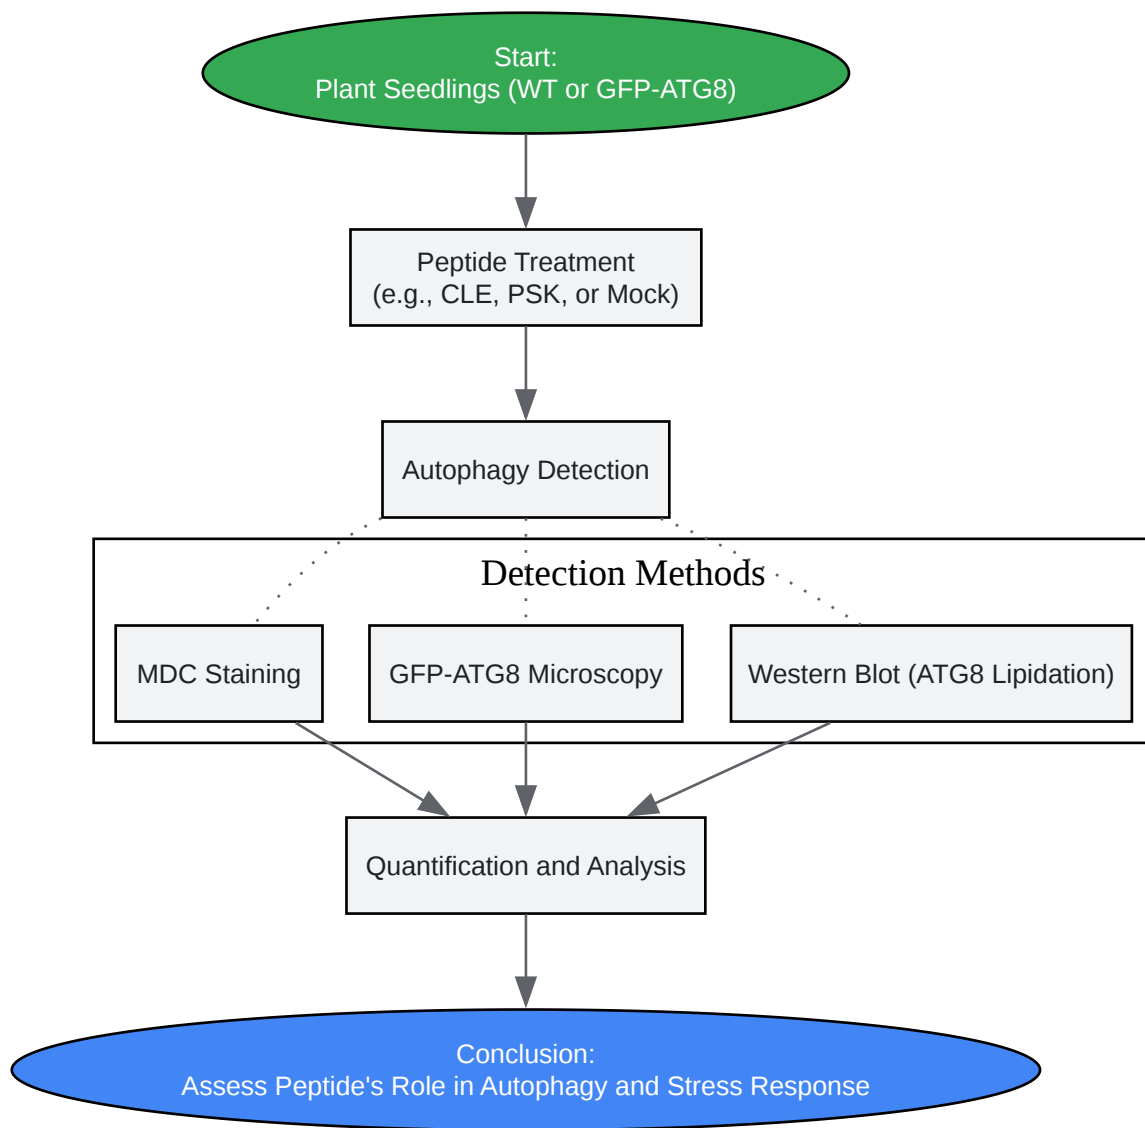 Start:
Plant Seedlings (WT or GFP-ATG8)
Peptide Treatment
(e.g., CLE, PSK, or Mock)
Autophagy Detection
Detection Methods
MDC Staining
GFP-ATG8 Microscopy
Western Blot (ATG8 Lipidation)
Quantification and Analysis
Conclusion:
Assess Peptide's Role in Autophagy and Stress Response